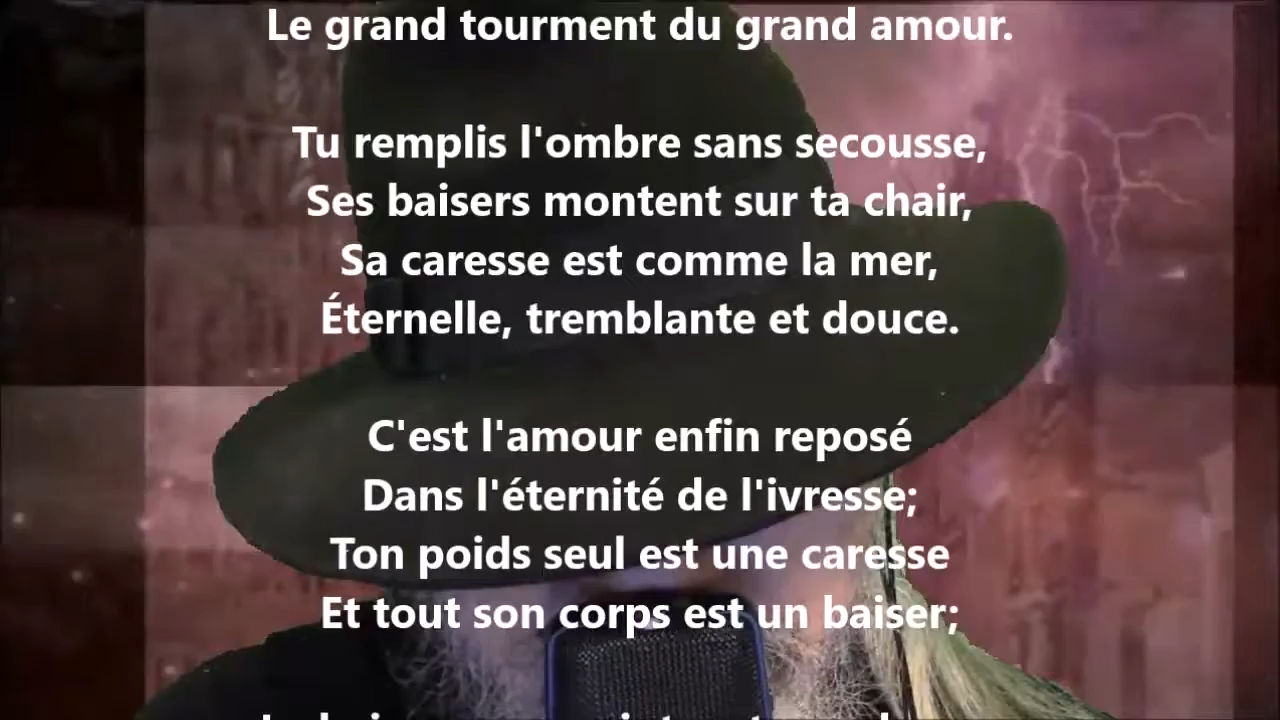 Le grand tourment du grand amour.
Tu remplis l'ombre sans secousse,
Ses baisers montent sur ta chair,
Sa caresse est comme la mer,
Éternelle, tremblante et douce.
C'est l'amour enfin reposé
Dans l'éternité de l'ivresse;
Ton poids seul est une caresse
Et tout son corps est un baiser;